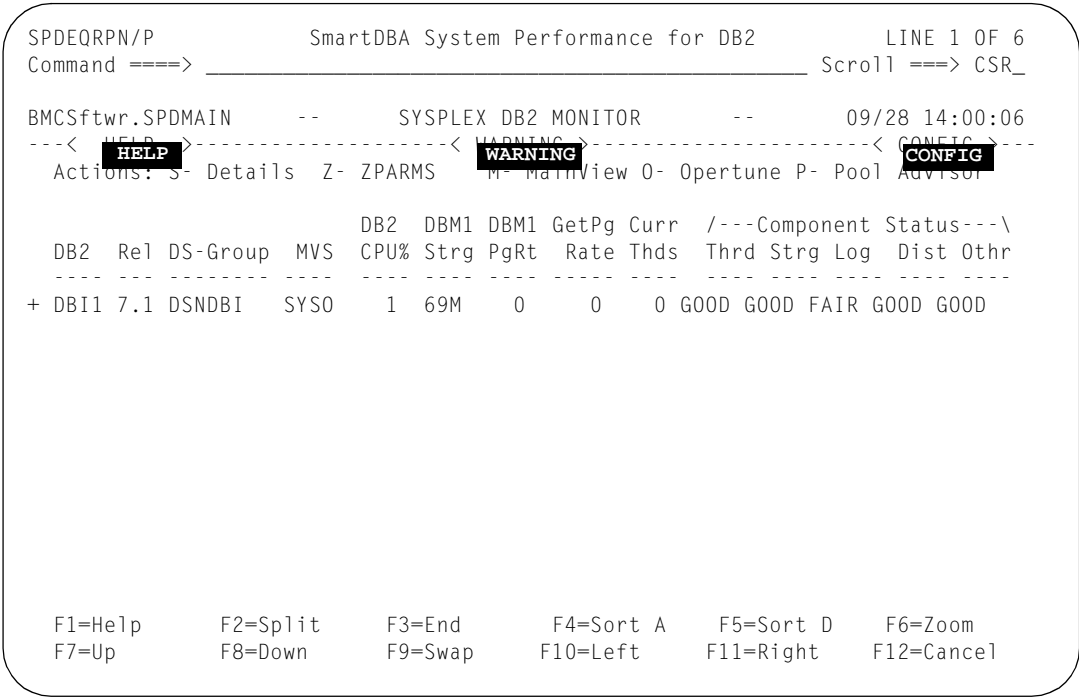 SPDEQRPN/P SmartDBA System Performance for DB2 LINE 1 OF 6
Command ====> _______________________________________________ Scroll ===> CSR_
BMCSftwr.SPDMAIN -- SYSPLEX DB2 MONITOR -- 09/28 14:00:06
---< HELP >--------------------< WARNING >----------------------< CONFIG >---
Actions: S- Details Z- ZPARMS M- MainView O- Opertune P- Pool Advisor
DB2 DBM1 DBM1 GetPg Curr /---Component Status---\
DB2 Rel DS-Group MVS CPU% Strg PgRt Rate Thds Thrd Strg Log Dist Othr
---- --- -------- ---- ---- ---- ---- ----- ---- ---- ---- ---- ---- ----
+ DBI1 7.1 DSNDBI SYSO 1 69M 0 0 0 GOOD GOOD FAIR GOOD GOOD
F1=Help F2=Split F3=End F4=Sort A F5=Sort D F6=Zoom
F7=Up F8=Down F9=Swap F10=Left F11=Right F12=Cancel